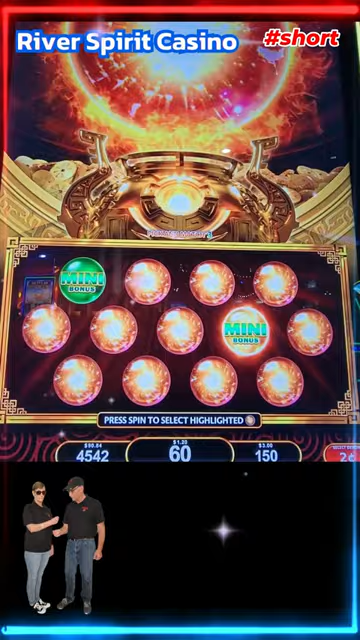 River Spirit Casino
#short
MINI
BONUS
MINI
BONUS
PRESS SPIN TO SELECT HIGHLIGHTED
$90.84
4542
$1.20
60
$3.00
150
2¢